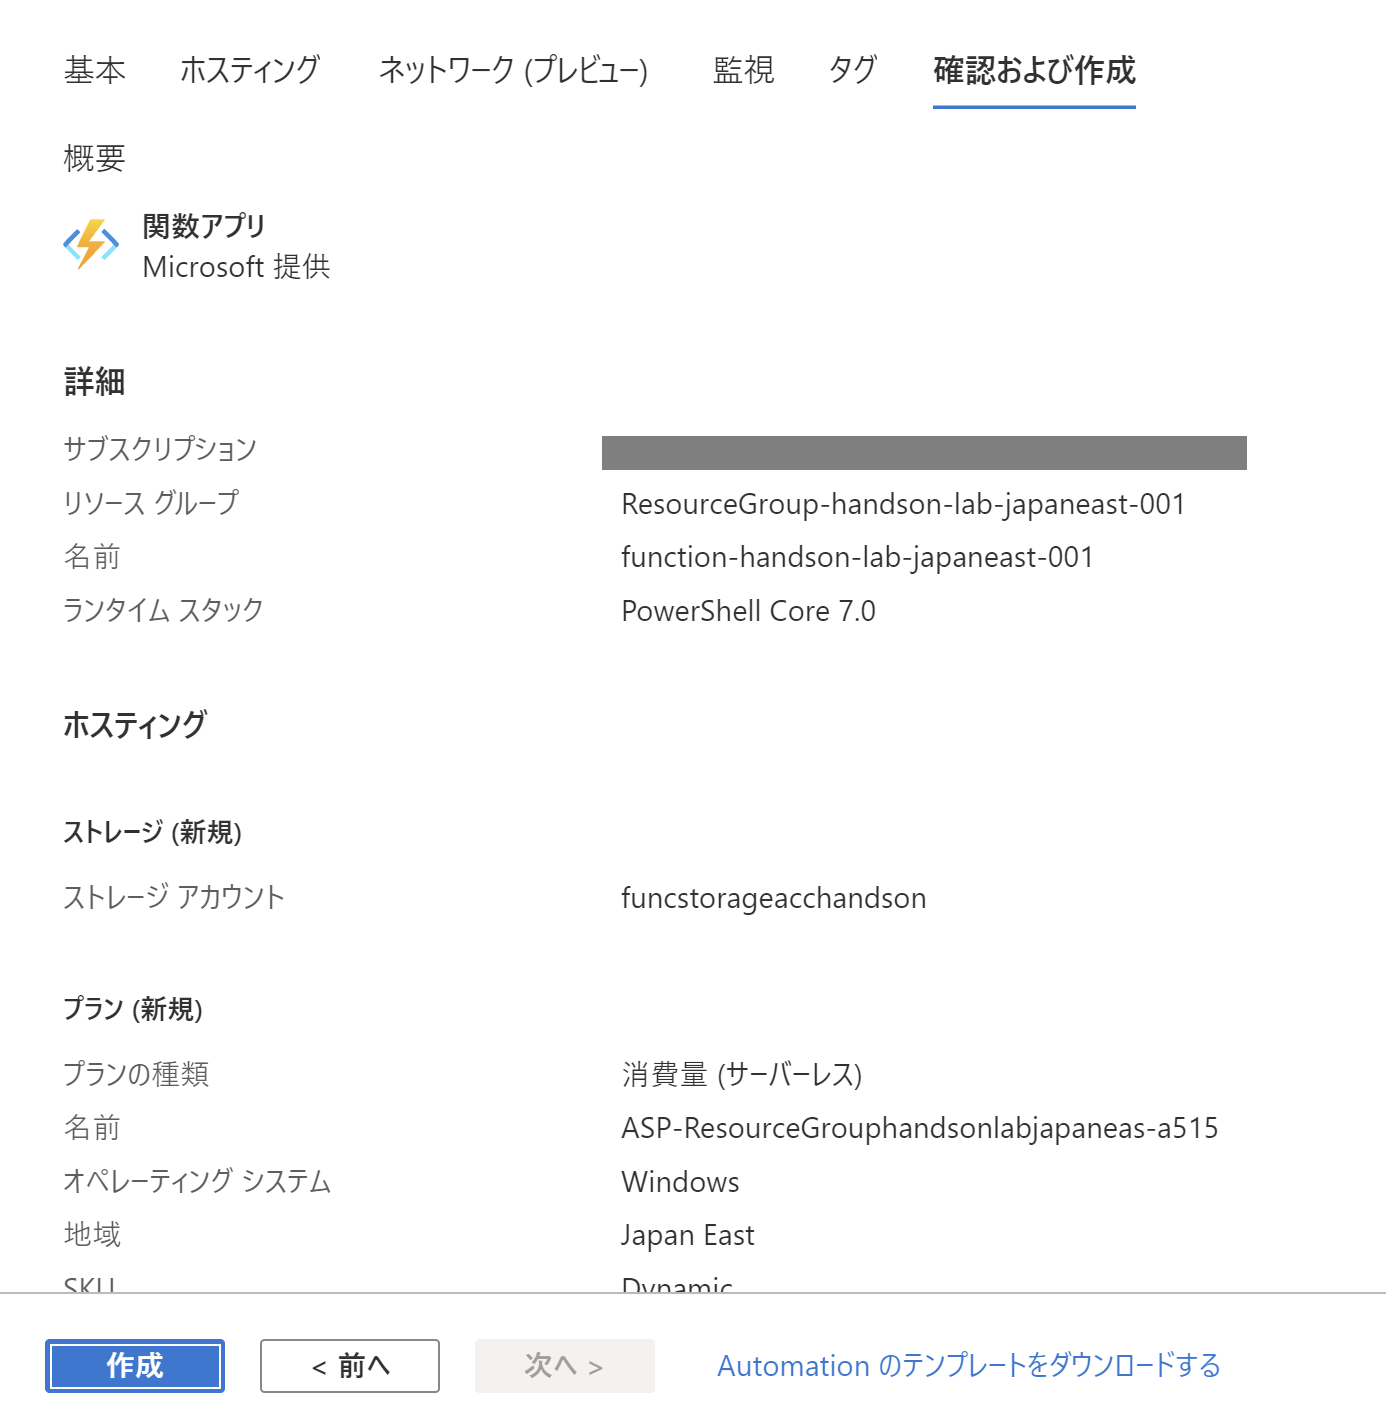 基本 ホスティング ネットワーク (プレビュー) 監視 タグ 確認および作成
概要
関数アプリ
Microsoft 提供
詳細
サブスクリプション
リソース グループ ResourceGroup-handson-lab-japaneast-001
名前 function-handson-lab-japaneast-001
ランタイム スタック PowerShell Core 7.0
ホスティング
ストレージ (新規)
ストレージ アカウント funcstorageacchandson
プラン (新規)
プランの種類 消費量 (サーバーレス)
名前 ASP-ResourceGrouphandsonlabjapaneas-a515
オペレーティング システム Windows
地域 Japan East
SKU Dynamic
作成 < 前へ 次へ > Automation のテンプレートをダウンロードする